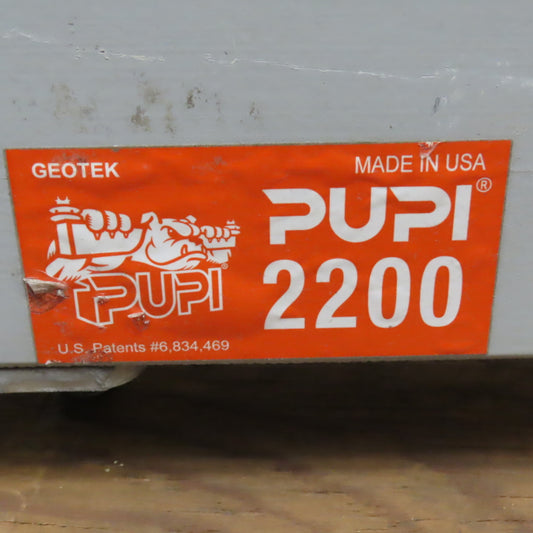 GEOTEK
MADE IN USA
PUPI®
PUPI®
2200
U.S. Patents #6,834,469